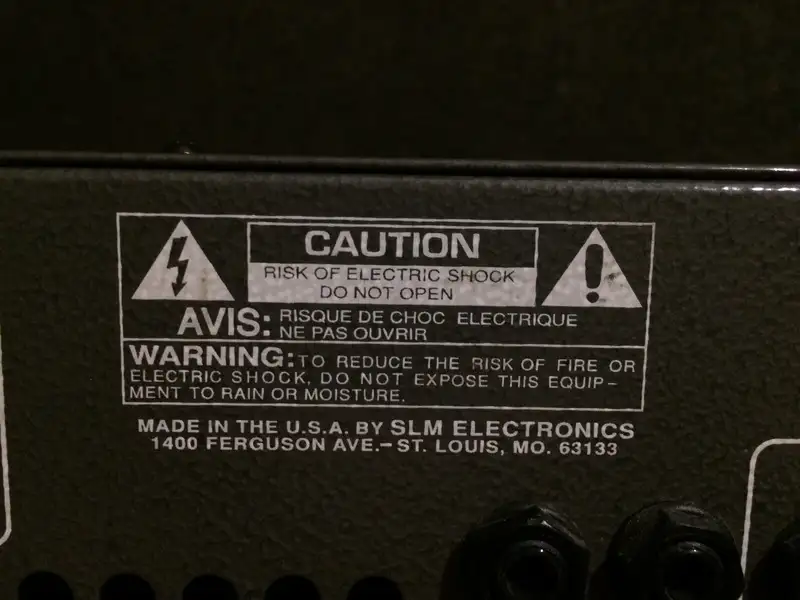 CAUTION
RISK OF ELECTRIC SHOCK
DO NOT OPEN
AVIS: RISQUE DE CHOC ELECTRIQUE
NE PAS OUVRIR
WARNING: TO REDUCE THE RISK OF FIRE OR
ELECTRIC SHOCK, DO NOT EXPOSE THIS EQUIP-
MENT TO RAIN OR MOISTURE.
MADE IN THE U.S.A. BY SLM ELECTRONICS
1400 FERGUSON AVE.-ST. LOUIS, MO. 63133